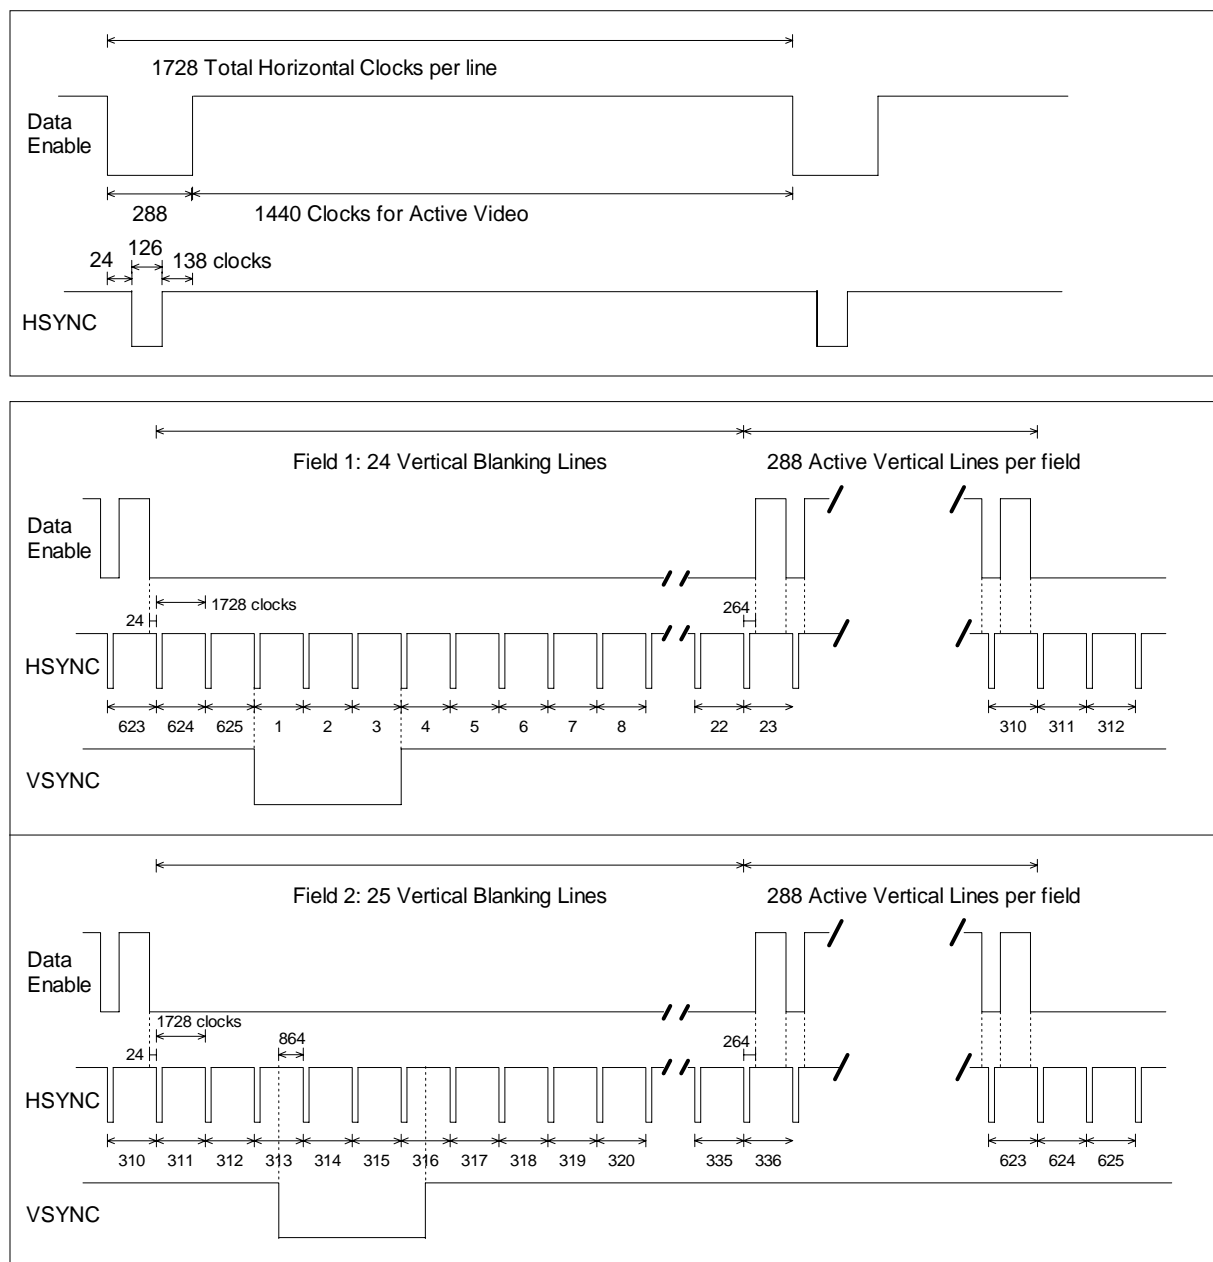 1728 Total Horizontal Clocks per line
Data
Enable
288
1440 Clocks for Active Video
24
126
138 clocks
HSYNC
Field 1: 24 Vertical Blanking Lines
288 Active Vertical Lines per field
Data
Enable
24
1728 clocks
264
HSYNC
623
624
625
1
2
3
4
5
6
7
8
22
23
310
311
312
VSYNC
Field 2: 25 Vertical Blanking Lines
288 Active Vertical Lines per field
Data
Enable
1728 clocks
24
864
264
HSYNC
310
311
312
313
314
315
316
317
318
319
320
335
336
623
624
625
VSYNC